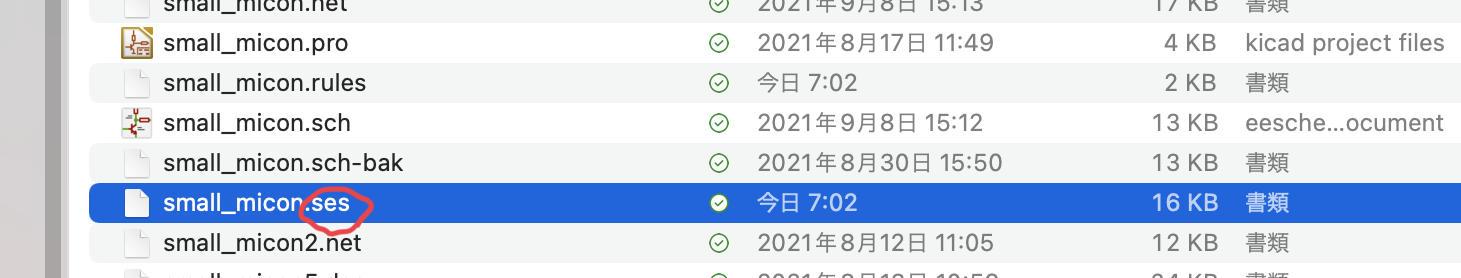 small_micon.net 2021年9月8日 15:13 17 KB 書類
small_micon.pro 2021年8月17日 11:49 4 KB kicad project files
small_micon.rules 今日 7:02 2 KB 書類
small_micon.sch 2021年9月8日 15:12 13 KB eesche...ocument
small_micon.sch-bak 2021年8月30日 15:50 13 KB 書類
small_micon.ses 今日 7:02 16 KB 書類
small_micon2.net 2021年8月12日 11:05 12 KB 書類